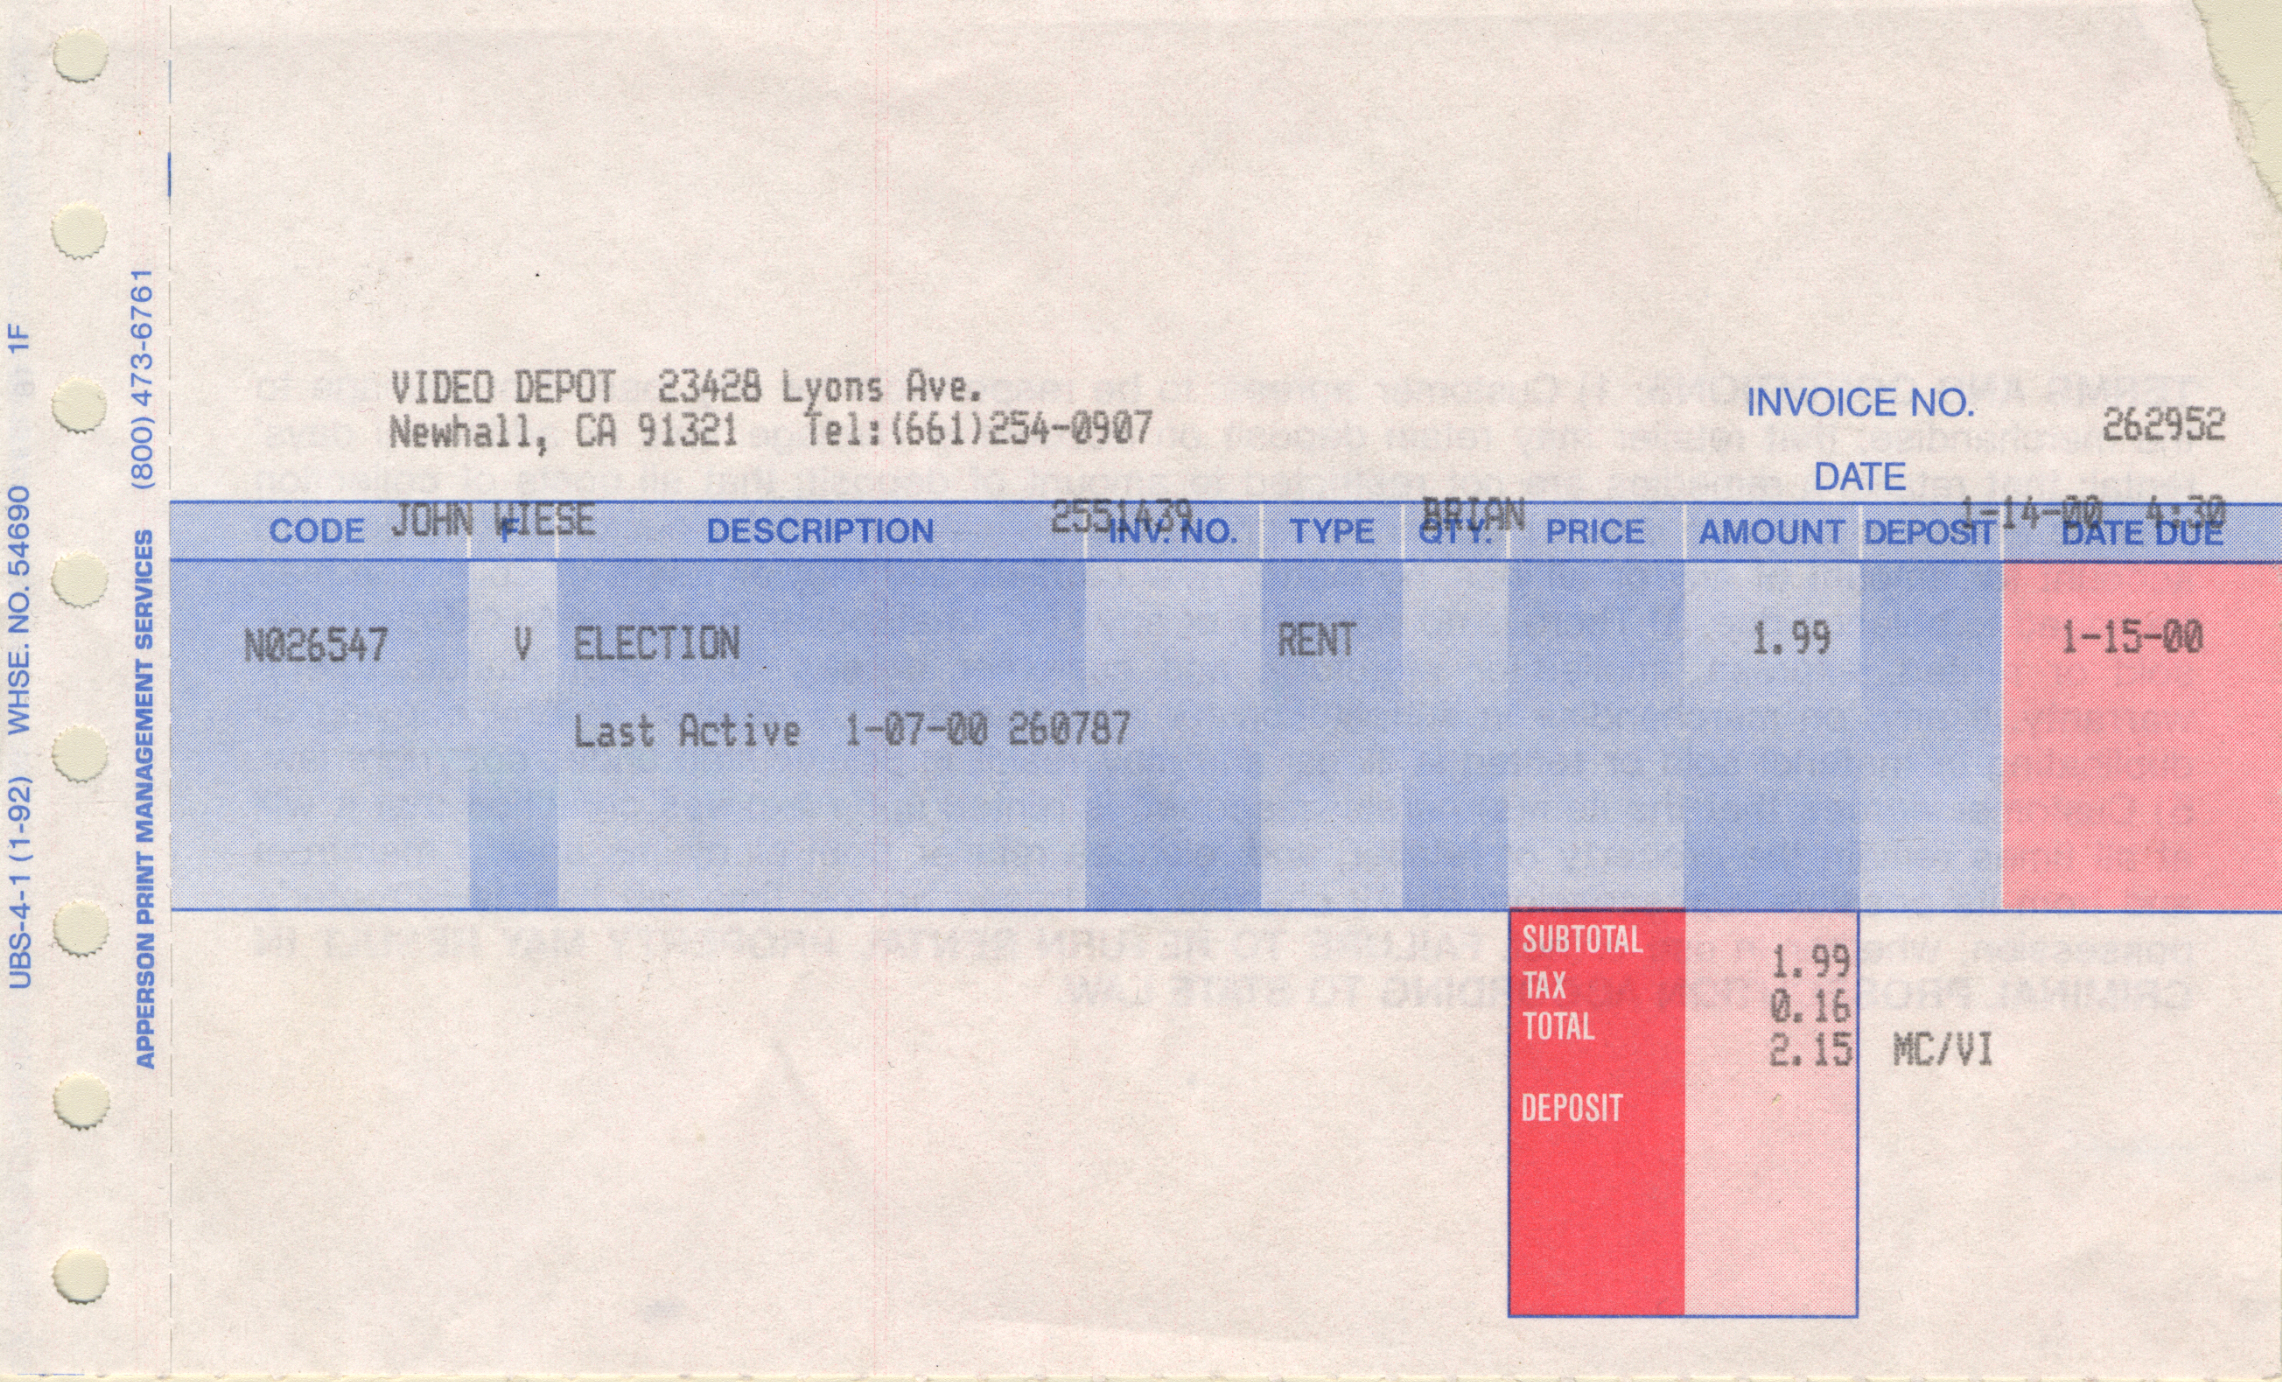 VIDEO DEPOT 23428 Lyons Ave.
Newhall, CA 91321 Tel:(661)254-0907
INVOICE NO. 262952
DATE 1-14-00 4:30
JOHN WIESE 2551439 BRIAN
CODE F DESCRIPTION INV. NO. TYPE QTY. PRICE AMOUNT DEPOSIT DATE DUE
N026547 V ELECTION RENT 1.99 1-15-00
Last Active 1-07-00 260787
SUBTOTAL 1.99
TAX 0.16
TOTAL 2.15 MC/VI
DEPOSIT
UBS-4-1 (1-92) WHSE. NO. 54690 1F
APPERSON PRINT MANAGEMENT SERVICES (800) 473-6761